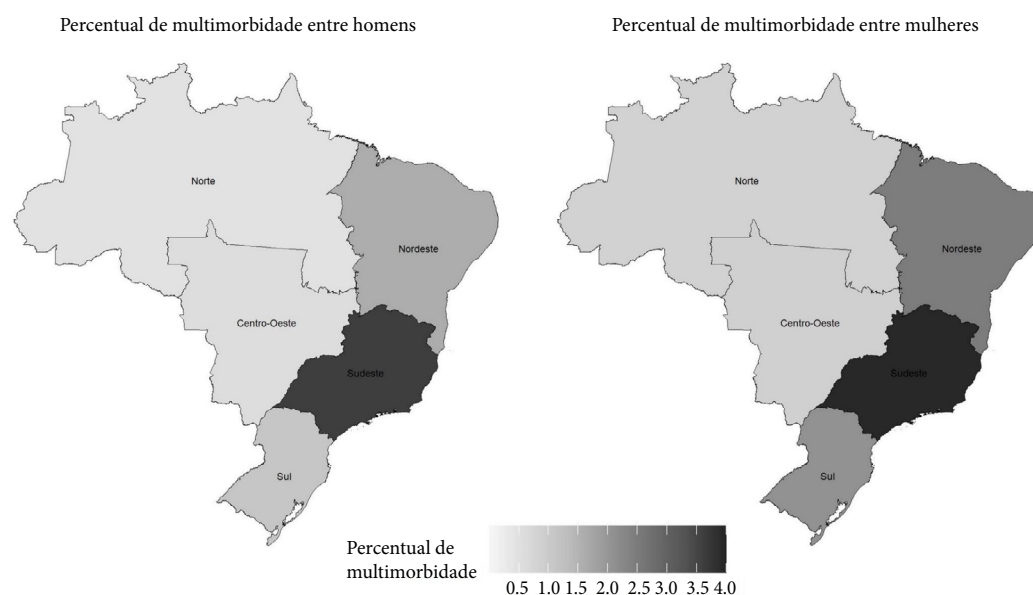 Percentual de multimorbidade entre homens
Percentual de multimorbidade entre mulheres
Norte
Nordeste
Centro-Oeste
Sudeste
Sul
Norte
Nordeste
Centro-Oeste
Sudeste
Sul
Percentual de
multimorbidade
0.5 1.0 1.5 2.0 2.5 3.0 3.5 4.0